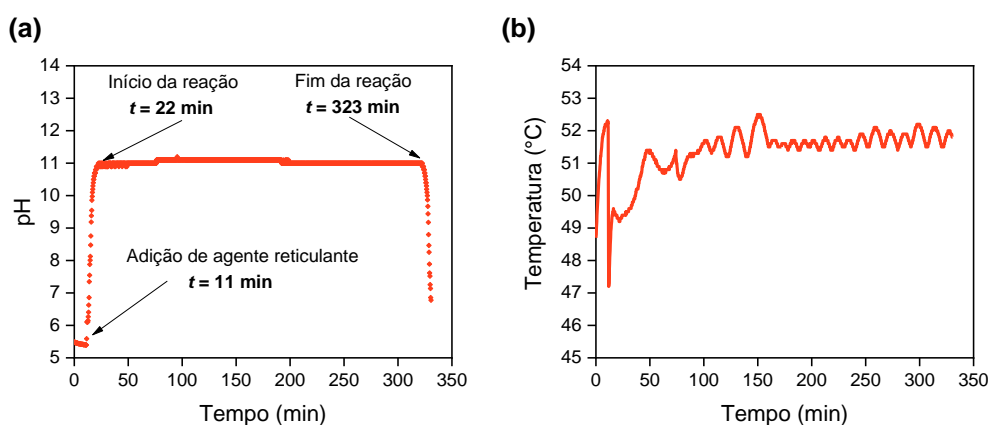 (a)
14
13
12
11
10
9
8
7
6
5
pH
0 50 100 150 200 250 300 350
Tempo (min)
Início da reação
t = 22 min
Fim da reação
t = 323 min
Adição de agente reticulante
t = 11 min
(b)
54
53
52
51
50
49
48
47
46
45
Temperatura (°C)
0 50 100 150 200 250 300 350
Tempo (min)